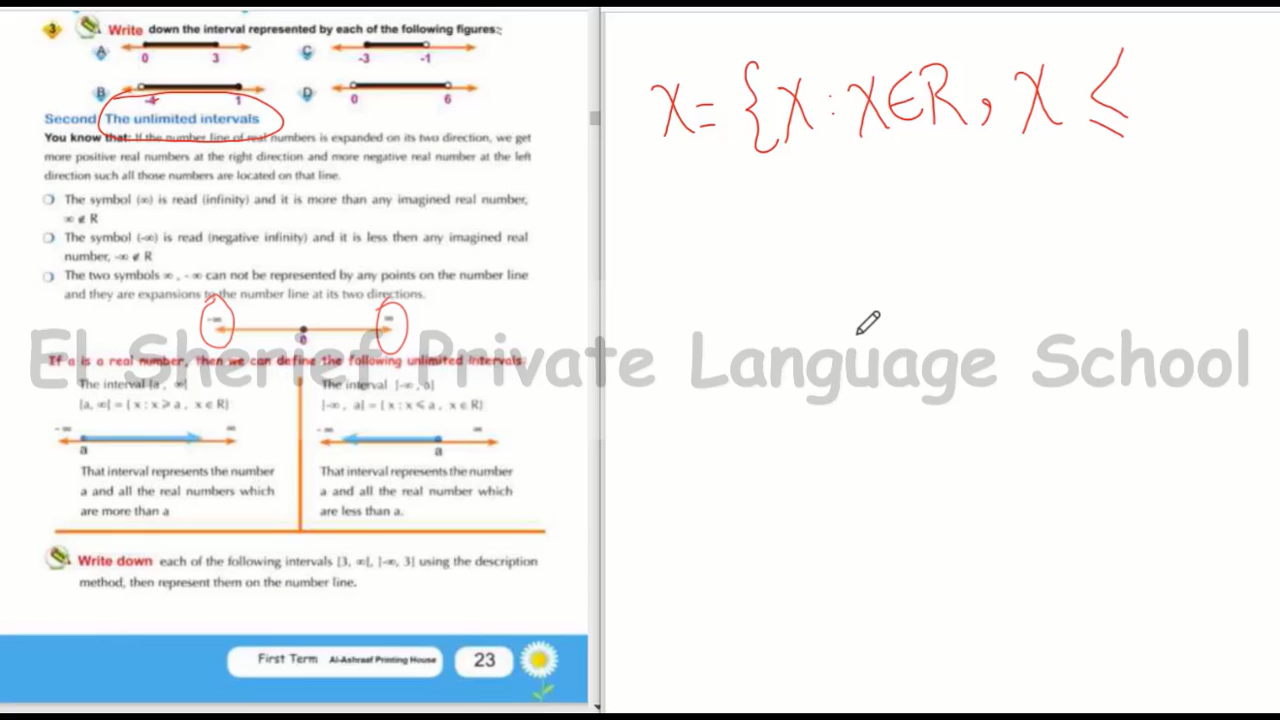 3 Write down the interval represented by each of the following figures:
A 0 3 C -3 -1
B -4 1 D 0 6
Second The unlimited intervals
You know that: If the number line of real numbers is expanded on its two direction, we get
more positive real numbers at the right direction and more negative real number at the left
direction such all those numbers are located on that line.
The symbol (∞) is read (infinity) and it is more than any imagined real number,
∞ ∉ R
The symbol (-∞) is read (negative infinity) and it is less then any imagined real
number, -∞ ∉ R
The two symbols ∞ , - ∞ can not be represented by any points on the number line
and they are expansions to the number line at its two directions.
-∞ ∞
0
If a is a real number, then we can define the following unlimited intervals:
The interval [a , ∞[
[a, ∞[ = { x : x ⩾ a , x ∈ R}
-∞ ∞
a
That interval represents the number
a and all the real numbers which
are more than a
The interval ]-∞ , a]
]-∞, a] = { x : x ⩽ a , x ∈ R}
-∞ ∞
a
That interval represents the number
a and all the real number which
are less than a.
Write down each of the following intervals [3, ∞[, ]-∞, 3] using the description
method, then represent them on the number line.
First Term Al-Ashraaf Printing House 23
X = { X : X ∈ R , X ≤
El Sherief Private Language School